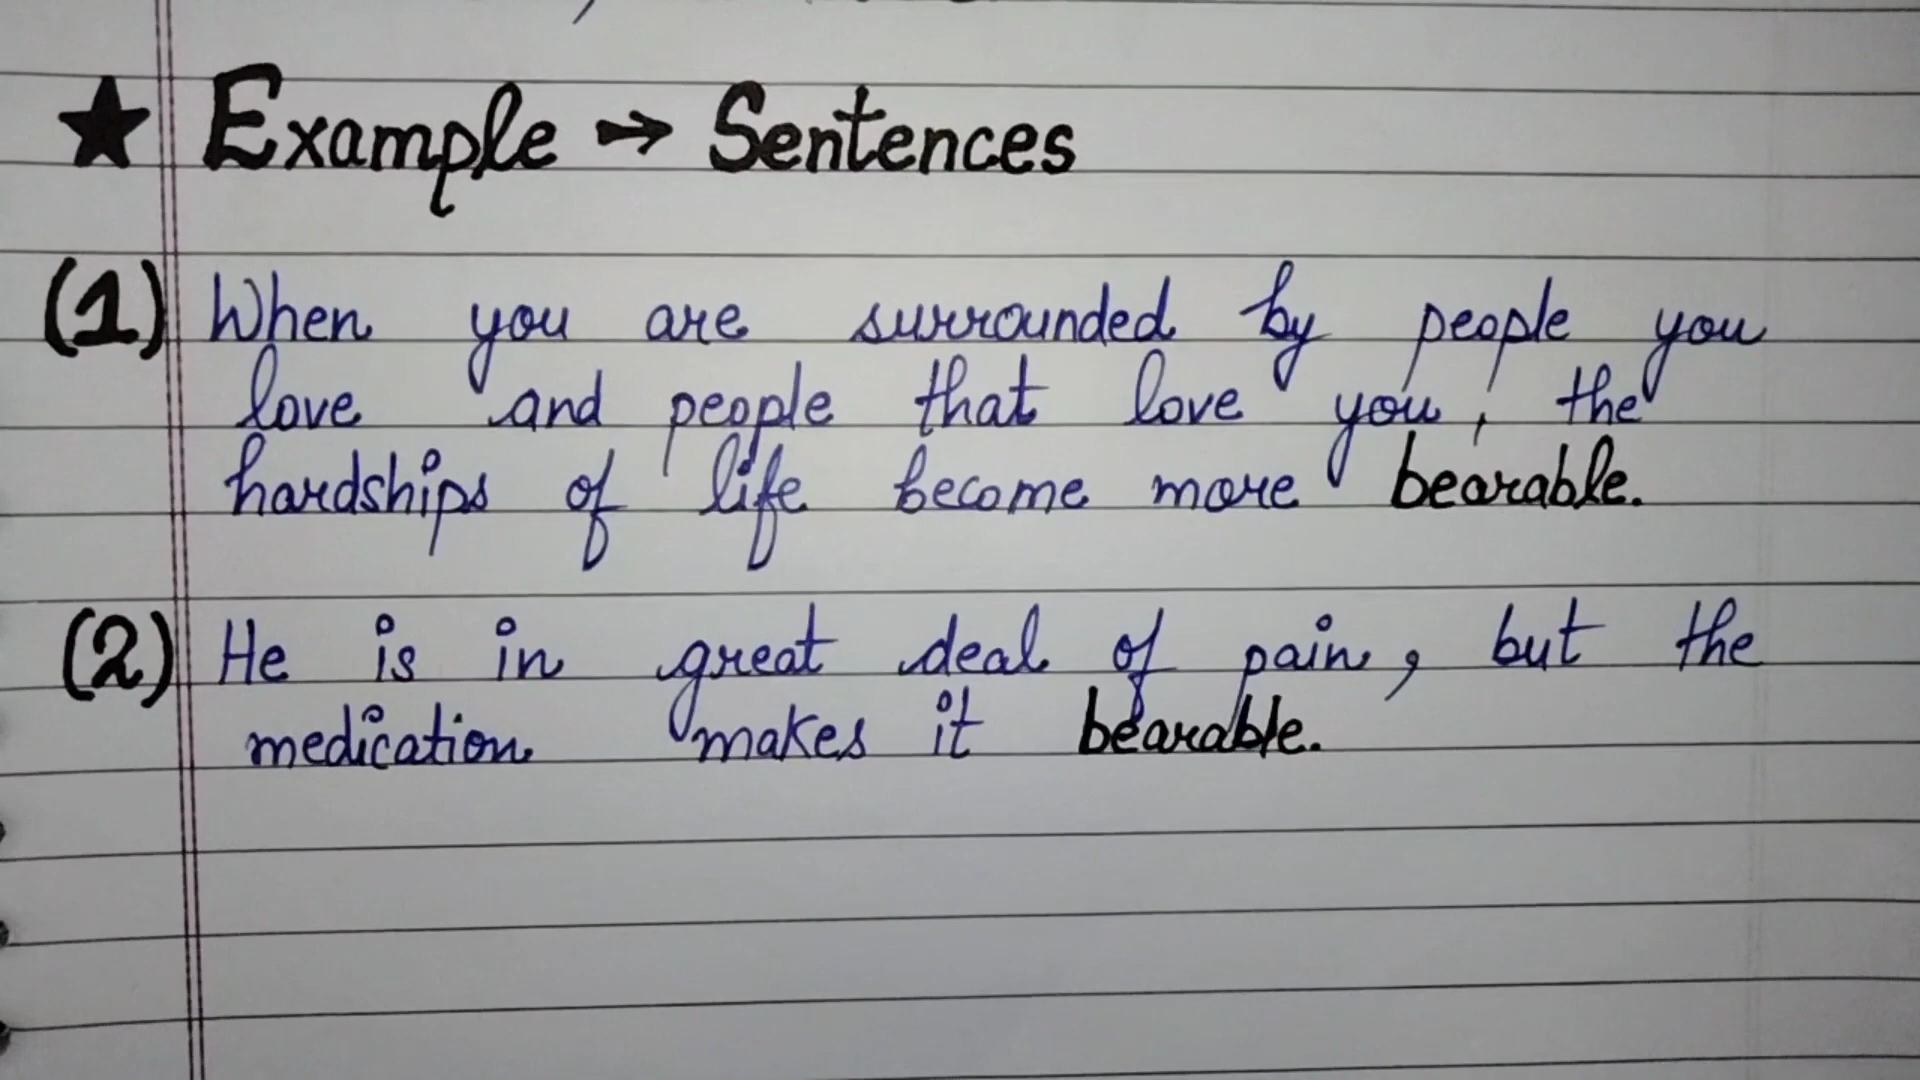 ★ Example → Sentences
(1) When you are surrounded by people you
love and people that love you, the
hardships of life become more bearable.
(2) He is in great deal of pain, but the
medication makes it bearable.